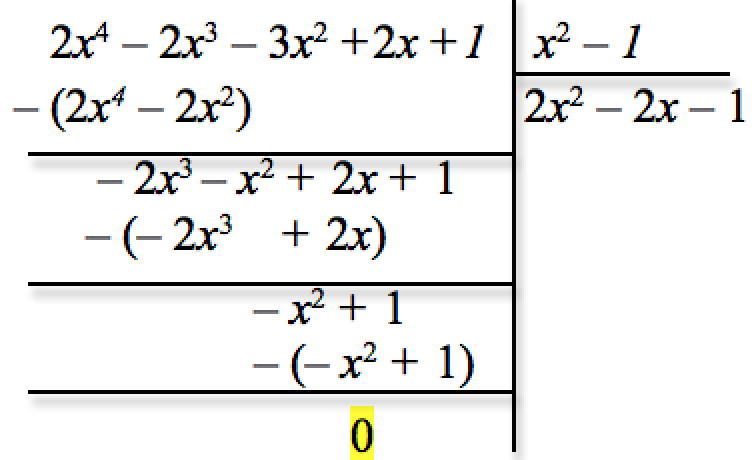 2x⁴ – 2x³ – 3x² + 2x + 1 x² – 1
– (2x⁴ – 2x²) 2x² – 2x – 1
– 2x³ – x² + 2x + 1
– (– 2x³ + 2x)
– x² + 1
– (– x² + 1)
0